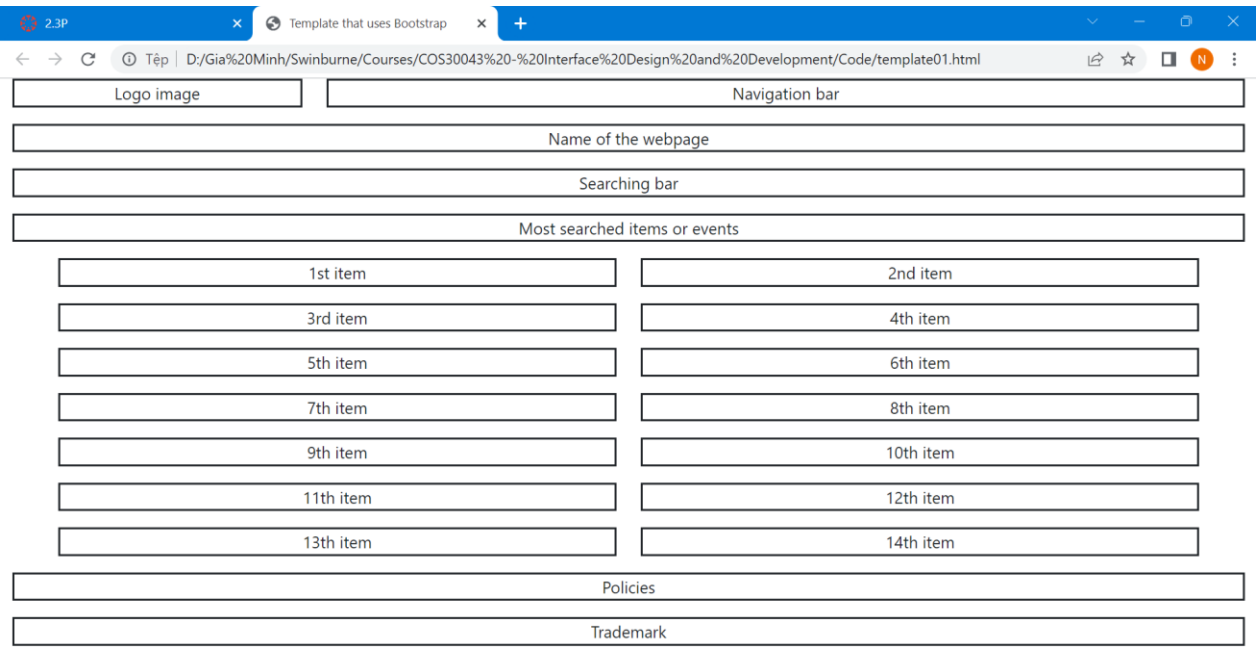 2.3P Template that uses Bootstrap
Tệp D:/Gia%20Minh/Swinburne/Courses/COS30043%20-%20Interface%20Design%20and%20Development/Code/template01.html N
Logo image Navigation bar
Name of the webpage
Searching bar
Most searched items or events
1st item 2nd item
3rd item 4th item
5th item 6th item
7th item 8th item
9th item 10th item
11th item 12th item
13th item 14th item
Policies
Trademark